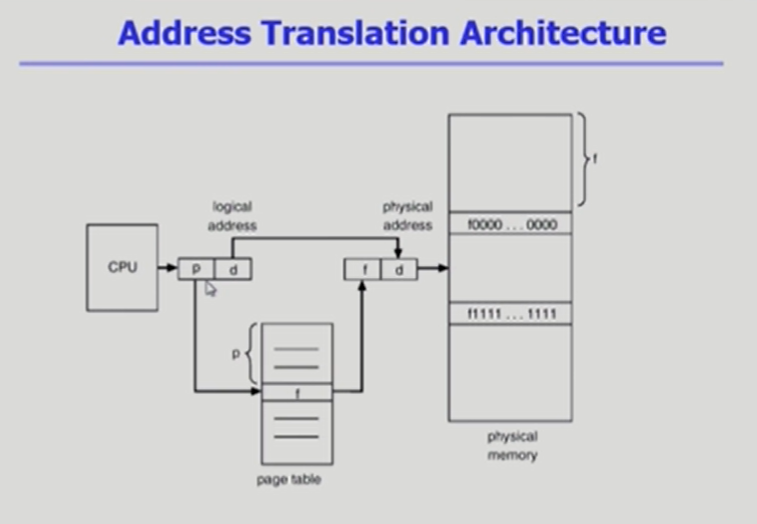 Address Translation Architecture
logical
address
physical
address
f
f0000 . . . 0000
CPU
p
d
f
d
f1111 . . . 1111
p
f
page table
physical
memory